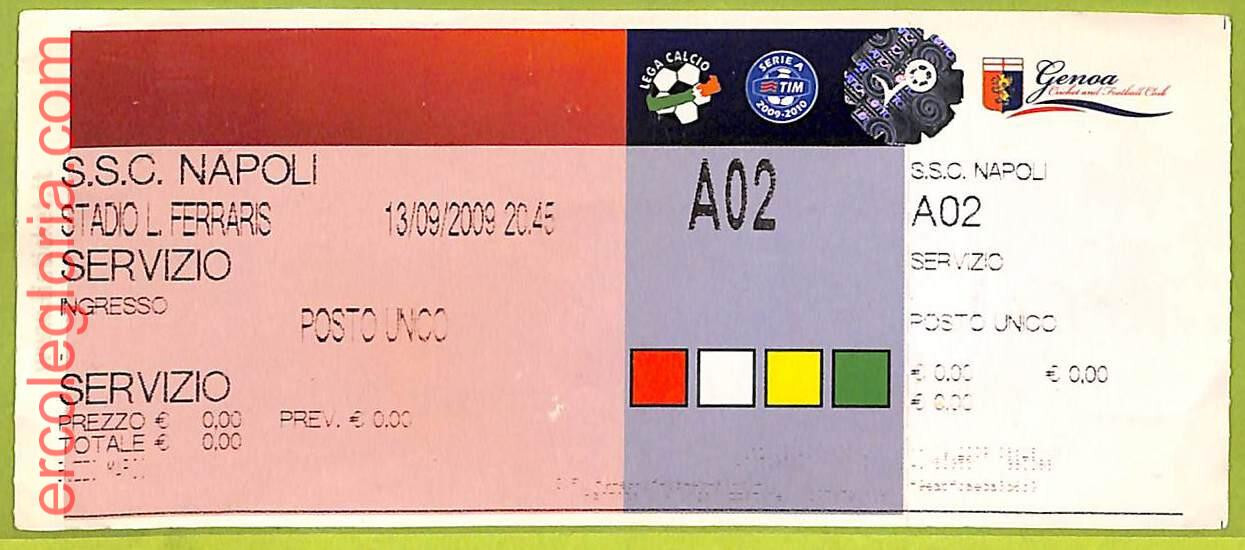 ercolegloria.com
LEGA CALCIO
SERIE A
TIM
2009-2010
Genoa
Cricket and Football Club
S.S.C. NAPOLI
STADIO L. FERRARIS 13/09/2009 20.45
SERVIZIO
INGRESSO
POSTO UNICO
SERVIZIO
PREZZO € 0.00 PREV. € 0.00
TOTALE € 0,00
A02
S.S.C. NAPOLI
A02
SERVIZIO
POSTO UNICO
€ 0.00 € 0,00
€ 0.00